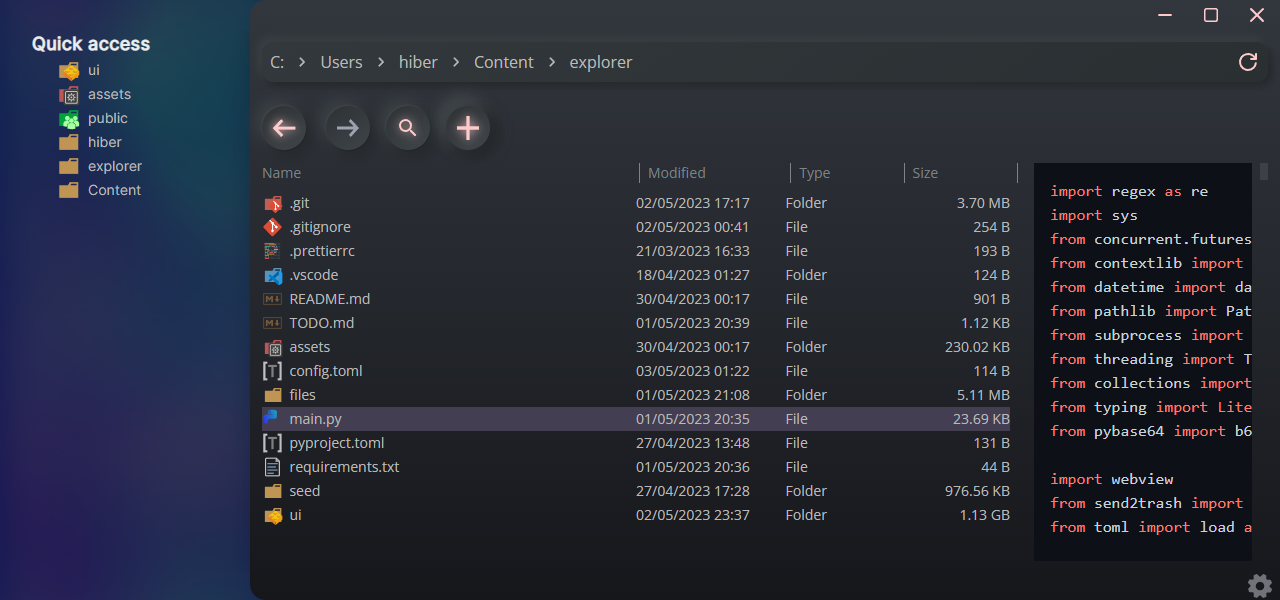 Quick access
ui
assets
public
hiber
explorer
Content
C: > Users > hiber > Content > explorer
Name Modified Type Size
.git 02/05/2023 17:17 Folder 3.70 MB
.gitignore 02/05/2023 00:41 File 254 B
.prettierrc 21/03/2023 16:33 File 193 B
.vscode 18/04/2023 01:27 Folder 124 B
README.md 30/04/2023 00:17 File 901 B
TODO.md 01/05/2023 20:39 File 1.12 KB
assets 30/04/2023 00:17 Folder 230.02 KB
config.toml 03/05/2023 01:22 File 114 B
files 01/05/2023 21:08 Folder 5.11 MB
main.py 01/05/2023 20:35 File 23.69 KB
pyproject.toml 27/04/2023 13:48 File 131 B
requirements.txt 01/05/2023 20:36 File 44 B
seed 27/04/2023 17:28 Folder 976.56 KB
ui 02/05/2023 23:37 Folder 1.13 GB
import regex as re
import sys
from concurrent.futures
from contextlib import
from datetime import da
from pathlib import Pat
from subprocess import
from threading import T
from collections import
from typing import Lite
from pybase64 import b6
import webview
from send2trash import
from toml import load a